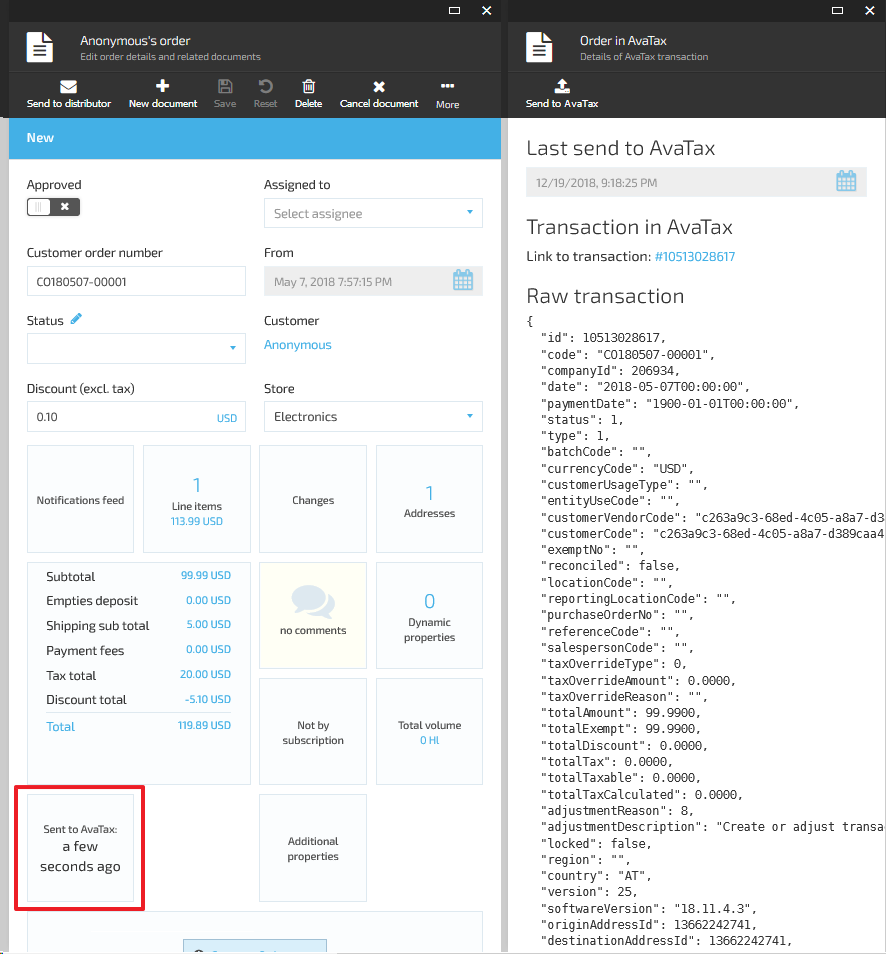 Anonymous's order
Edit order details and related documents
Send to distributor
New document
Save
Reset
Delete
Cancel document
More
New
Approved
Assigned to
Select assignee
Customer order number
From
CO180507-00001
May 7, 2018 7:57:15 PM
Status
Customer
Anonymous
Discount (excl. tax)
Store
0.10 USD
Electronics
Notifications feed
1
Line items
113.99 USD
Changes
1
Addresses
Subtotal 99.99 USD
Empties deposit 0.00 USD
Shipping sub total 5.00 USD
Payment fees 0.00 USD
Tax total 20.00 USD
Discount total -5.10 USD
Total 119.89 USD
no comments
0
Dynamic
properties
Not by
subscription
Total volume
0 Hl
Sent to AvaTax:
a few
seconds ago
Additional
properties
Order in AvaTax
Details of AvaTax transaction
Send to AvaTax
Last send to AvaTax
12/19/2018, 9:18:25 PM
Transaction in AvaTax
Link to transaction: #10513028617
Raw transaction
{
"id": 10513028617,
"code": "CO180507-00001",
"companyId": 206934,
"date": "2018-05-07T00:00:00",
"paymentDate": "1900-01-01T00:00:00",
"status": 1,
"type": 1,
"batchCode": "",
"currencyCode": "USD",
"customerUsageType": "",
"entityUseCode": "",
"customerVendorCode": "c263a9c3-68ed-4c05-a8a7-d3
"customerCode": "c263a9c3-68ed-4c05-a8a7-d389caa4
"exemptNo": "",
"reconciled": false,
"locationCode": "",
"reportingLocationCode": "",
"purchaseOrderNo": "",
"referenceCode": "",
"salespersonCode": "",
"taxOverrideType": 0,
"taxOverrideAmount": 0.0000,
"taxOverrideReason": "",
"totalAmount": 99.9900,
"totalExempt": 99.9900,
"totalDiscount": 0.0000,
"totalTax": 0.0000,
"totalTaxable": 0.0000,
"totalTaxCalculated": 0.0000,
"adjustmentReason": 8,
"adjustmentDescription": "Create or adjust transa
"locked": false,
"region": "",
"country": "AT",
"version": 25,
"softwareVersion": "18.11.4.3",
"originAddressId": 13662242741,
"destinationAddressId": 13662242741,